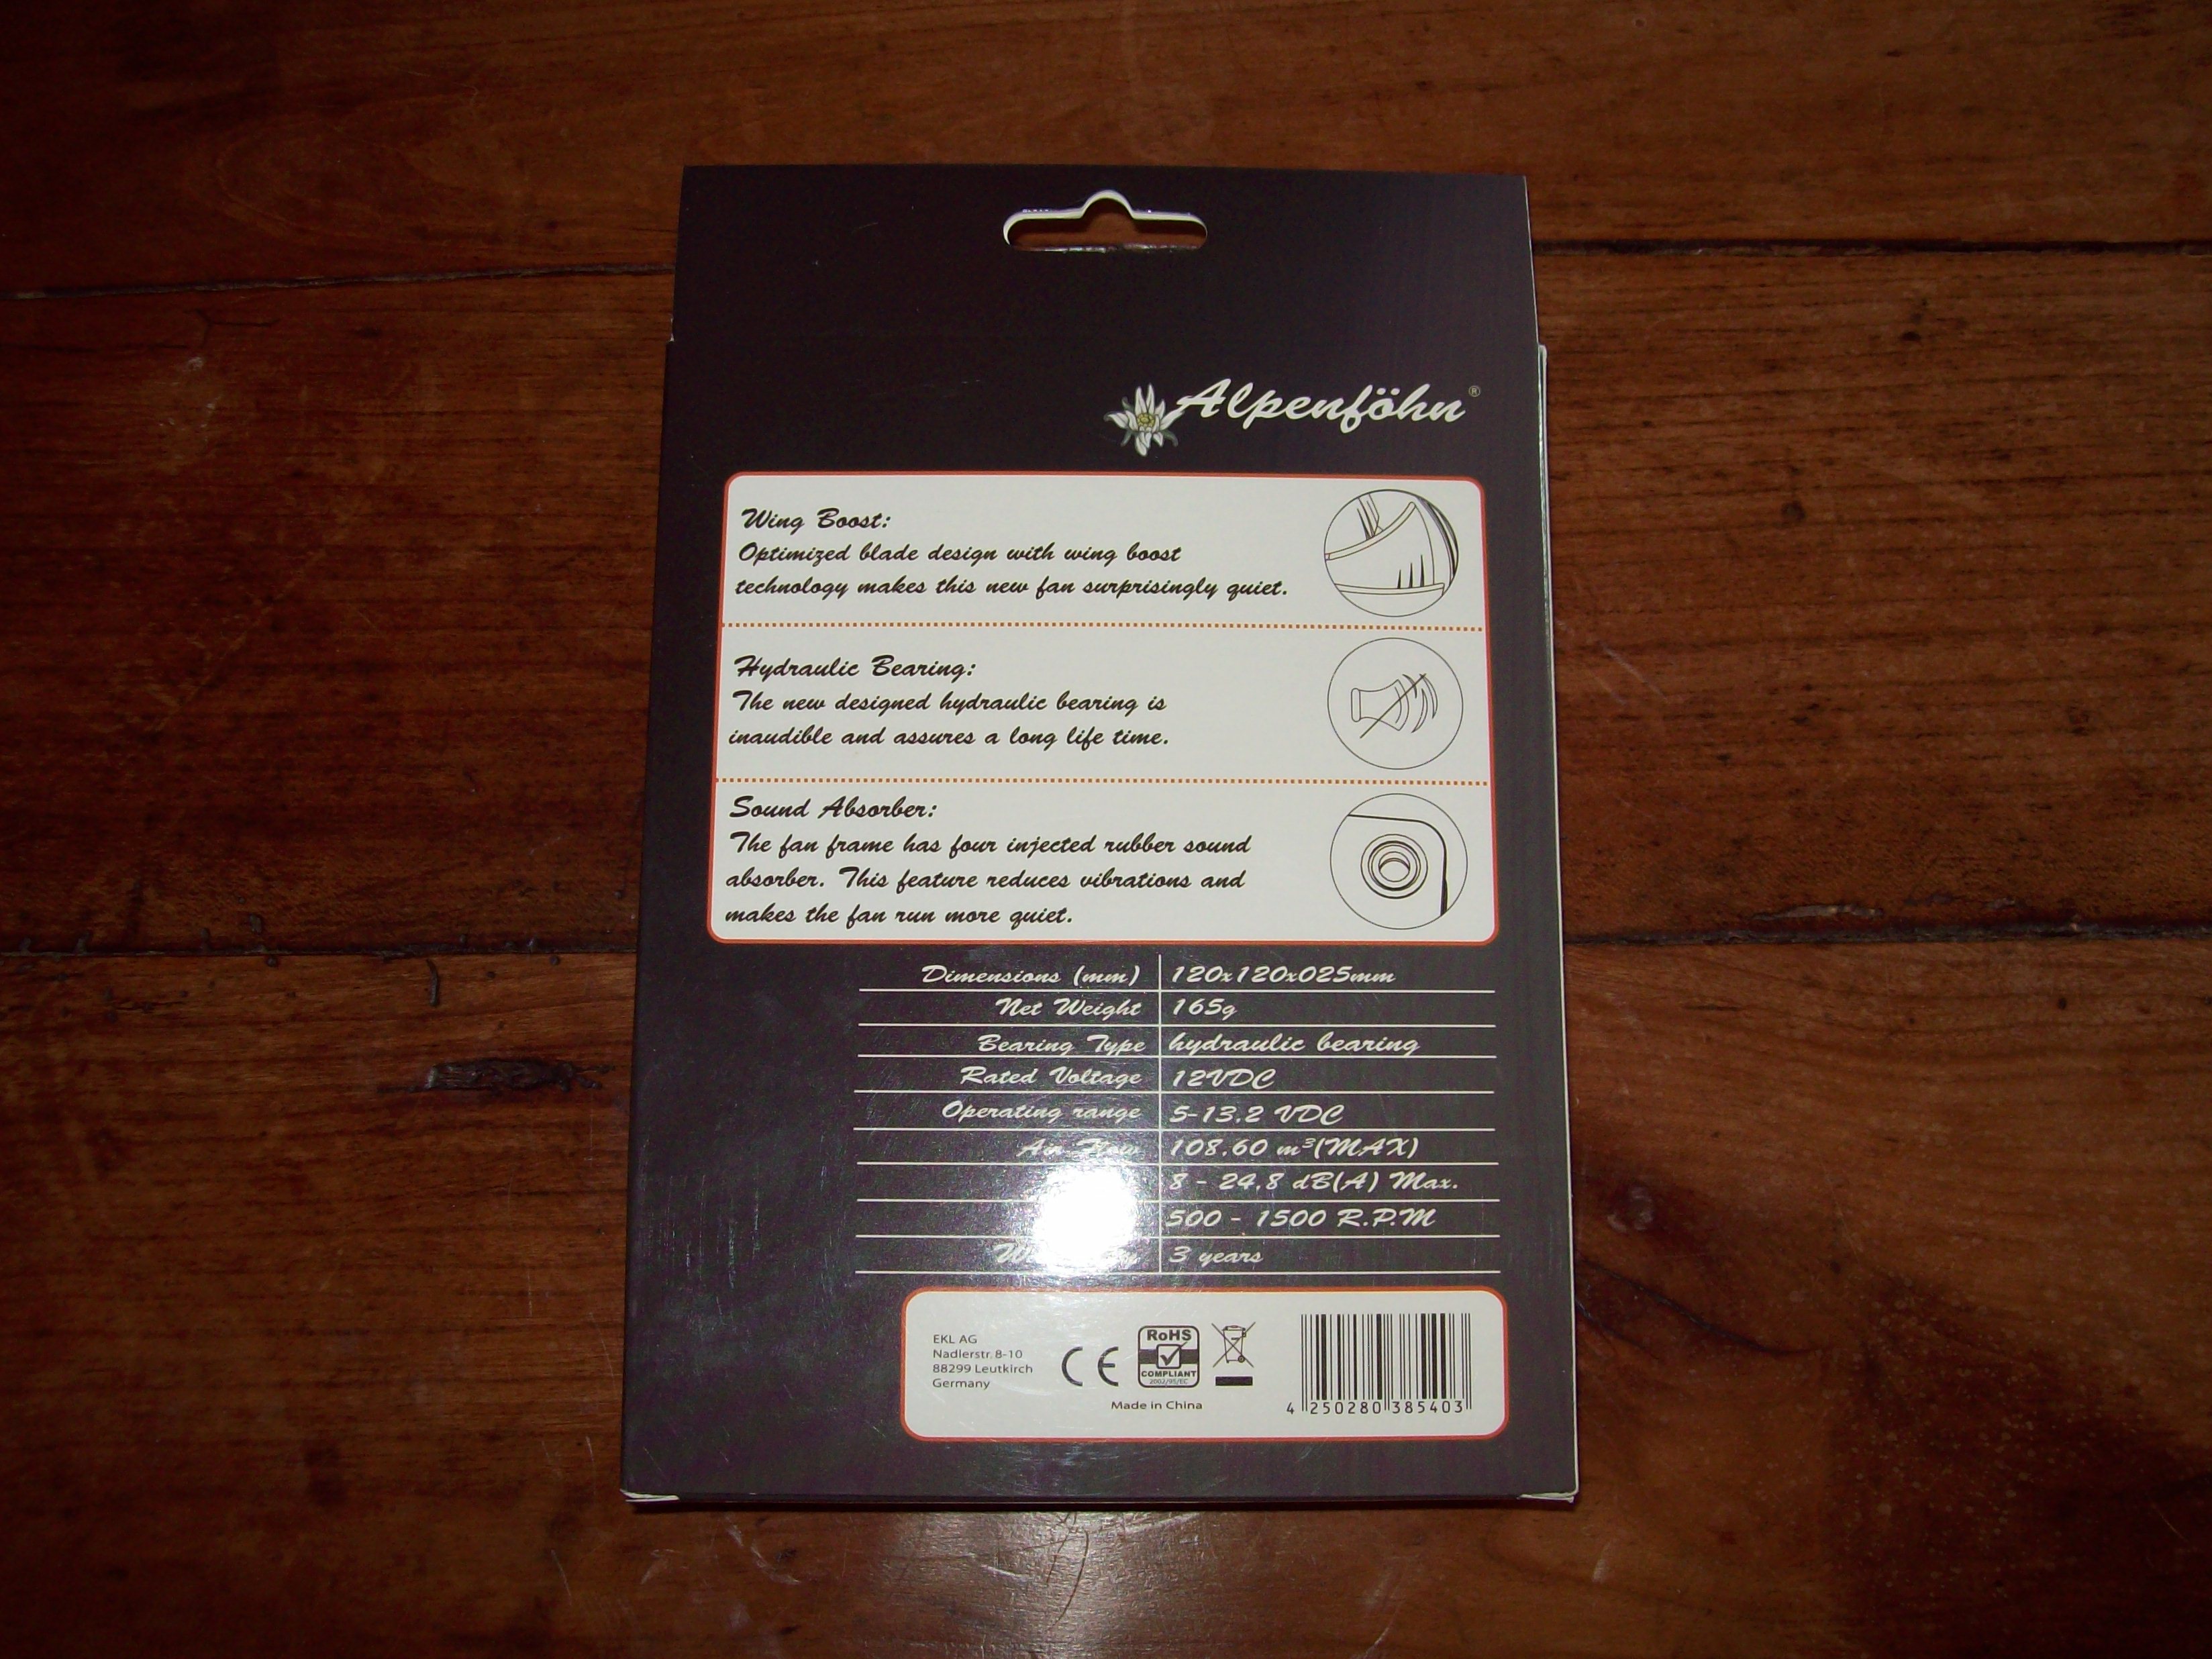 Alpenföhn®
Wing Boost:
Optimized blade design with wing boost
technology makes this new fan surprisingly quiet.
Hydraulic Bearing:
The new designed hydraulic bearing is
inaudible and assures a long life time.
Sound Absorber:
The fan frame has four injected rubber sound
absorber. This feature reduces vibrations and
makes the fan run more quiet.
Dimensions (mm) 120x120x025mm
Net Weight 165g
Bearing Type hydraulic bearing
Rated Voltage 12VDC
Operating range 5-13.2 VDC
Air Flow 108.60 m³(MAX)
8 - 24.8 dB(A) Max.
500 - 1500 R.P.M
3 years
EKL AG
Nadlerstr. 8-10
88299 Leutkirch
Germany
CE
RoHS
COMPLIANT
2002/95/EC
Made in China
4 250280 385403